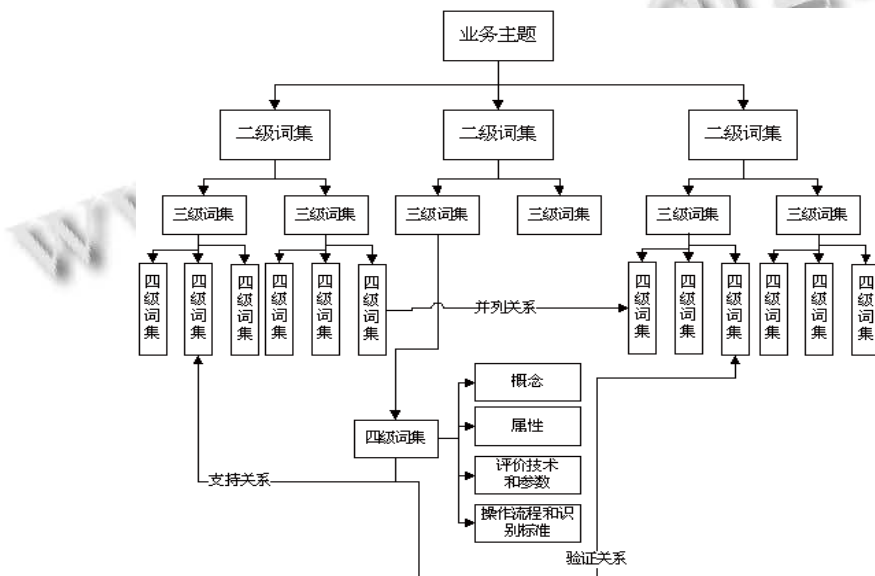 业务主题
二级词集
二级词集
二级词集
三级词集
三级词集
三级词集
三级词集
三级词集
三级词集
四级词集
四级词集
四级词集
四级词集
四级词集
四级词集
四级词集
四级词集
四级词集
四级词集
四级词集
四级词集
并列关系
概念
属性
四级词集
评价技术
和参数
支持关系
操作流程和识
别标准
验证关系